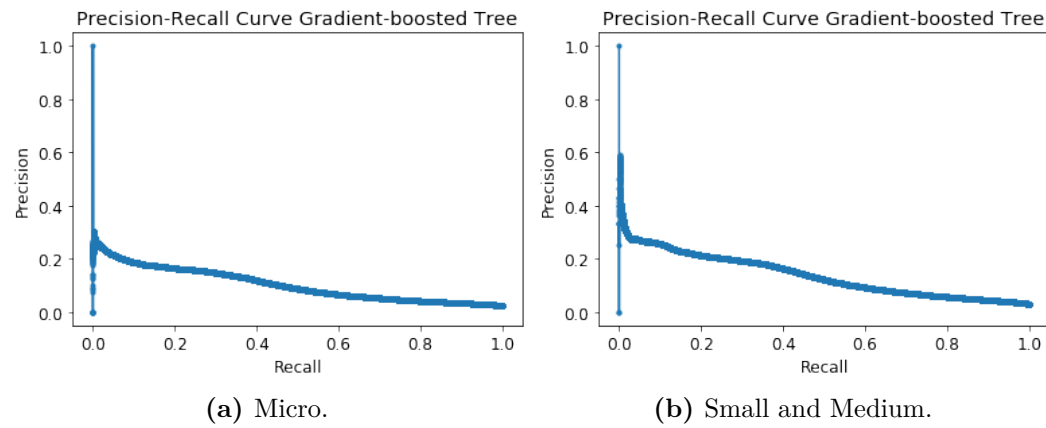 Precision-Recall Curve Gradient-boosted Tree
1.0
0.8
0.6
0.4
0.2
0.0
Precision
0.0 0.2 0.4 0.6 0.8 1.0
Recall
(a) Micro.
Precision-Recall Curve Gradient-boosted Tree
1.0
0.8
0.6
0.4
0.2
0.0
Precision
0.0 0.2 0.4 0.6 0.8 1.0
Recall
(b) Small and Medium.